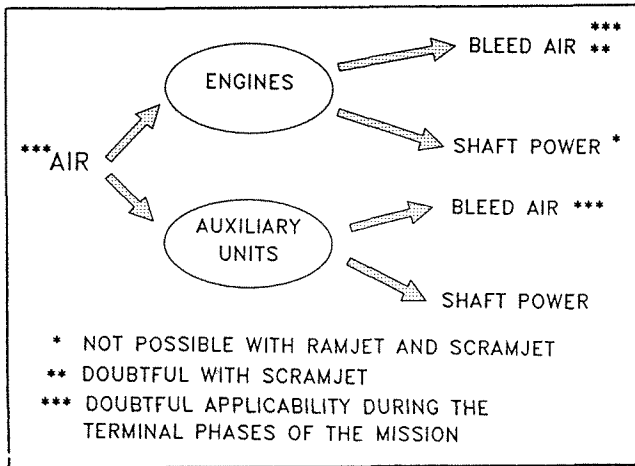 ***
ENGINES
BLEED AIR **
SHAFT POWER *
***AIR
BLEED AIR ***
AUXILIARY
UNITS
SHAFT POWER
* NOT POSSIBLE WITH RAMJET AND SCRAMJET
** DOUBTFUL WITH SCRAMJET
*** DOUBTFUL APPLICABILITY DURING THE
TERMINAL PHASES OF THE MISSION